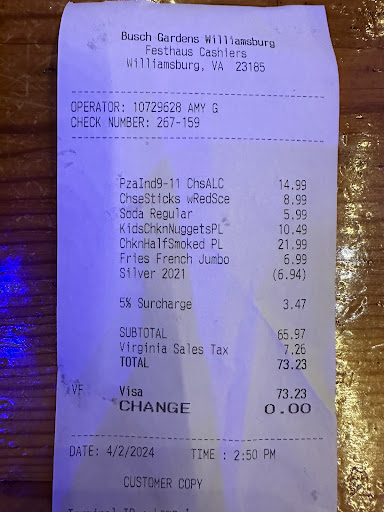 Busch Gardens Williamsburg
Festhaus Cashiers
Williamsburg, VA 23185
OPERATOR: 10729628 AMY G
CHECK NUMBER: 267-159
PzaInd9-11 ChsALC 14.99
ChseSticks wRedSce 8.99
Soda Regular 5.99
KidsChknNuggetsPL 10.49
ChknHalfSmoked PL 21.99
Fries French Jumbo 6.99
Silver 2021 (6.94)
5% Surcharge 3.47
SUBTOTAL 65.97
Virginia Sales Tax 7.26
TOTAL 73.23
VF Visa 73.23
CHANGE 0.00
DATE: 4/2/2024 TIME : 2:50 PM
CUSTOMER COPY